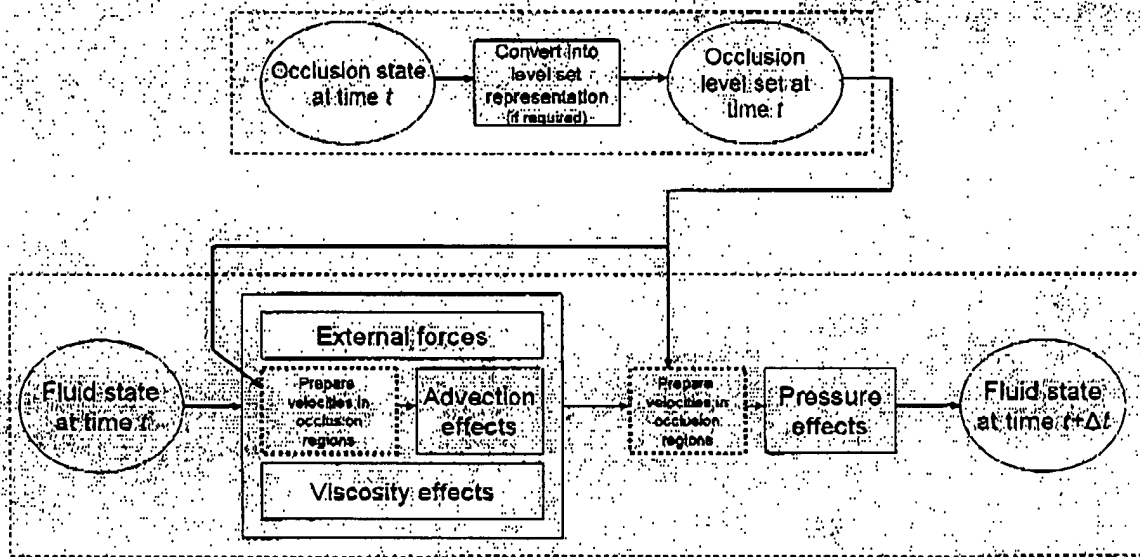 Occlusion state
at time t
Convert into
level set
representation
(if required)
Occlusion
level set at
time t
External forces
Fluid state
at time t
Prepare
velocities in
occlusion
regions
Advection
effects
Viscosity effects
Prepare
velocities in
occlusion
regions
Pressure
effects
Fluid state
at time t+Δt